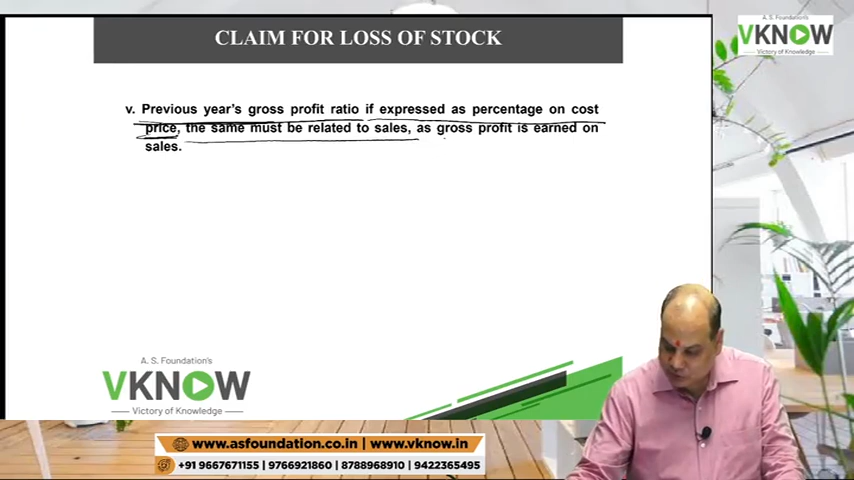 CLAIM FOR LOSS OF STOCK
A. S. Foundation's
VKNOW
Victory of Knowledge
v. Previous year's gross profit ratio if expressed as percentage on cost
price, the same must be related to sales, as gross profit is earned on
sales.
A. S. Foundation's
VKNOW
Victory of Knowledge
www.asfoundation.co.in | www.vknow.in
+91 9667671155 | 9766921860 | 8788968910 | 9422365495